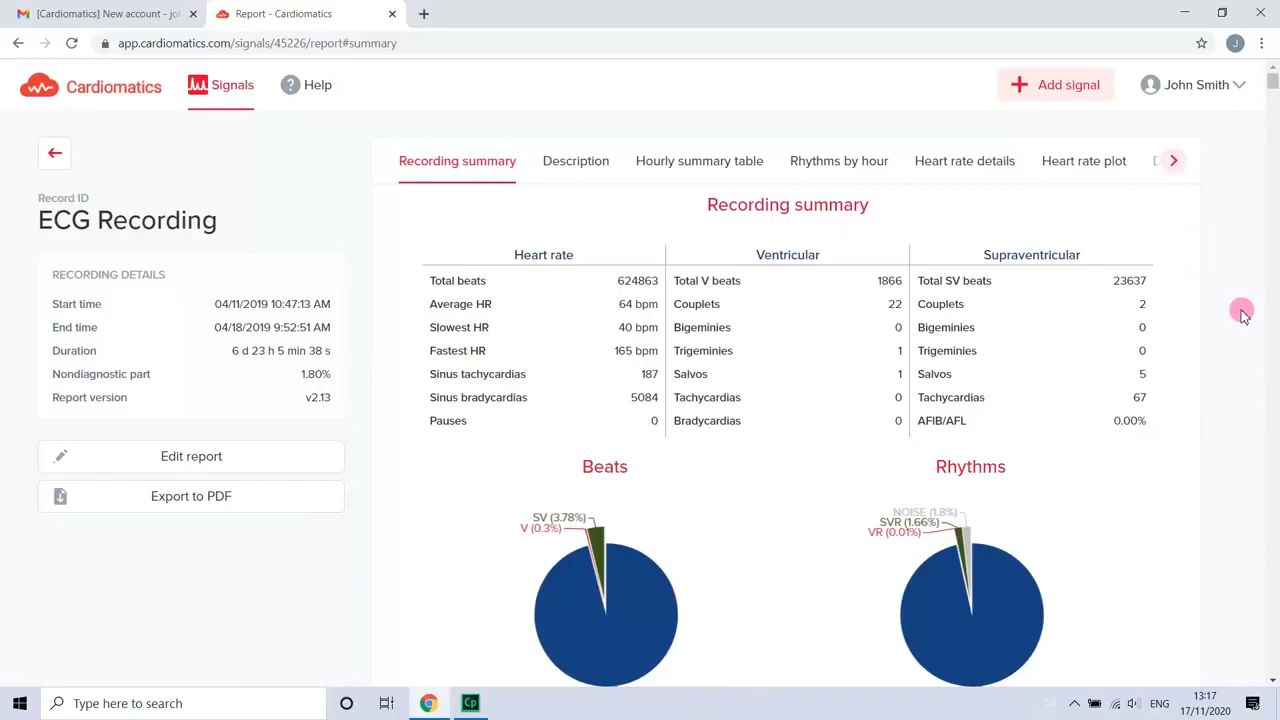 [Cardiomatics] New account - jo
Report - Cardiomatics
app.cardiomatics.com/signals/45226/report#summary
J
Cardiomatics
Signals
Help
Add signal
John Smith
Recording summary
Description
Hourly summary table
Rhythms by hour
Heart rate details
Heart rate plot
Record ID
ECG Recording
RECORDING DETAILS
Start time 04/11/2019 10:47:13 AM
End time 04/18/2019 9:52:51 AM
Duration 6 d 23 h 5 min 38 s
Nondiagnostic part 1.80%
Report version v2.13
Edit report
Export to PDF
Recording summary
Heart rate Ventricular Supraventricular
Total beats 624863 Total V beats 1866 Total SV beats 23637
Average HR 64 bpm Couplets 22 Couplets 2
Slowest HR 40 bpm Bigeminies 0 Bigeminies 0
Fastest HR 165 bpm Trigeminies 1 Trigeminies 0
Sinus tachycardias 187 Salvos 1 Salvos 5
Sinus bradycardias 5084 Tachycardias 0 Tachycardias 67
Pauses 0 Bradycardias 0 AFIB/AFL 0.00%
Beats
SV (3.78%)
V (0.3%)
Rhythms
NOISE (1.8%)
SVR (1.66%)
VR (0.01%)
Type here to search
Cp
ENG
13:17
17/11/2020